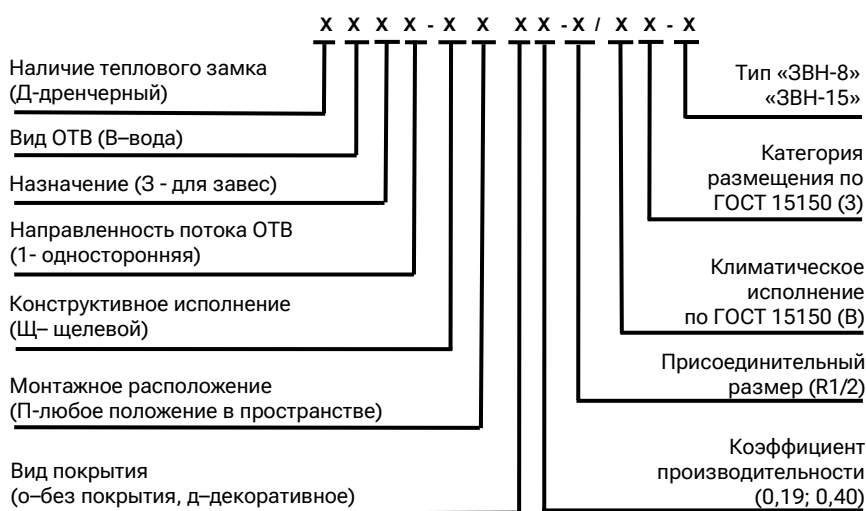 X X X X - X X X X - X / X X - X
Наличие теплового замка
(Д-дренчерный)
Вид ОТВ (В–вода)
Назначение (З - для завес)
Направленность потока ОТВ
(1- односторонняя)
Конструктивное исполнение
(Щ– щелевой)
Монтажное расположение
(П-любое положение в пространстве)
Вид покрытия
(о–без покрытия, д–декоративное)
Тип «ЗВН-8»
«ЗВН-15»
Категория
размещения по
ГОСТ 15150 (3)
Климатическое
исполнение
по ГОСТ 15150 (В)
Присоединительный
размер (R1/2)
Коэффициент
производительности
(0,19; 0,40)